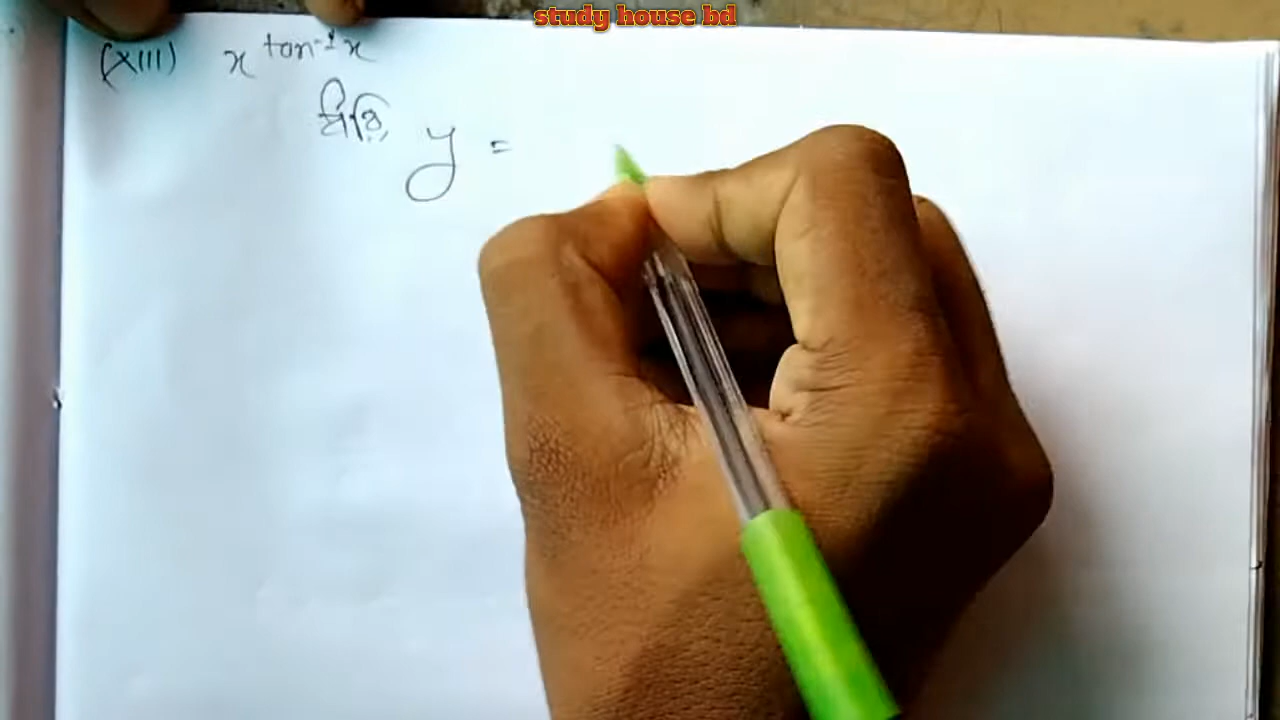 study house bd
(XIII) x^tan⁻¹x
ধরি, y =